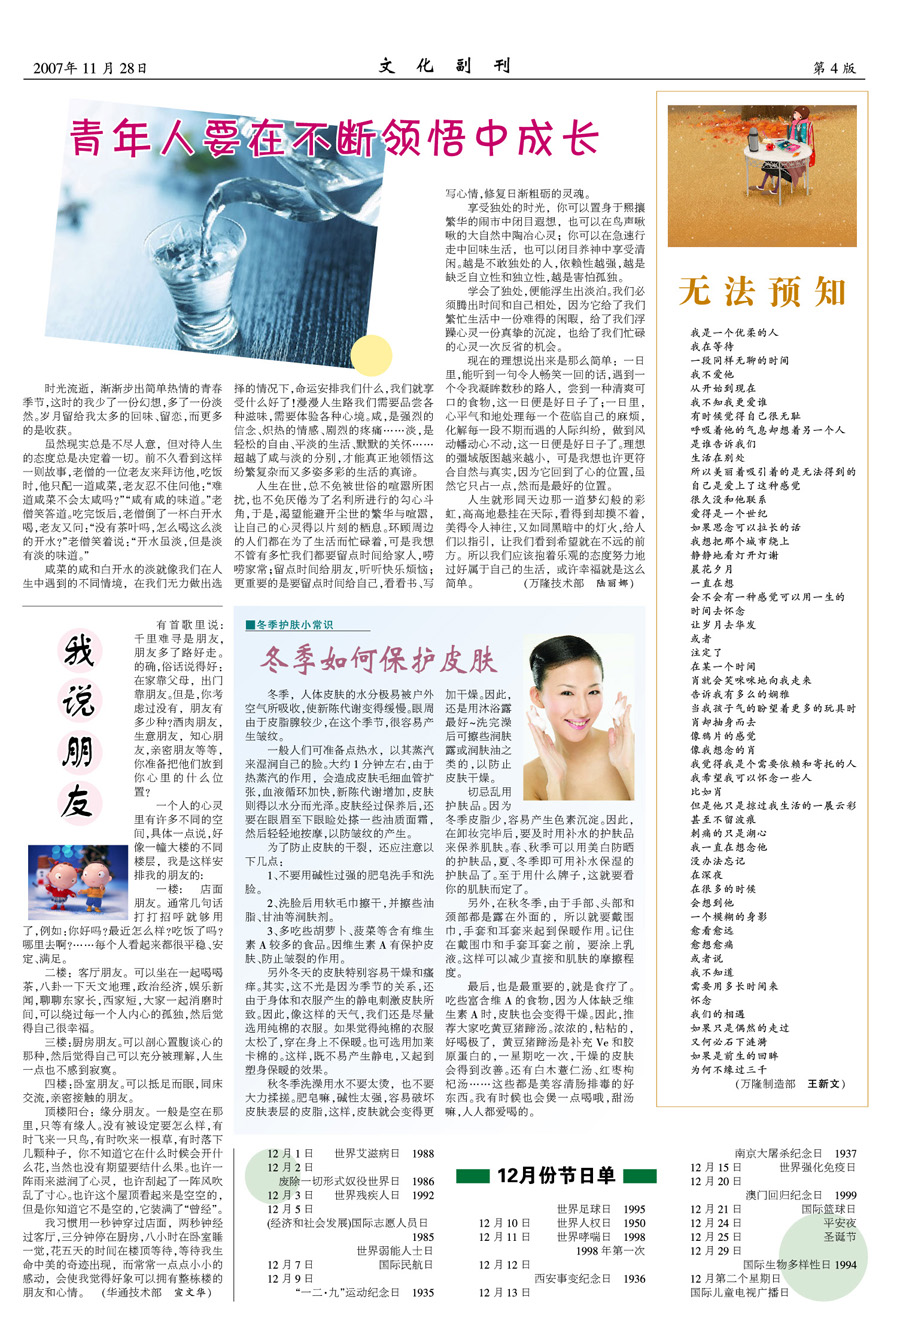 2007年 11 月 28日
文 化 副 刊
第 4 版
青年人要在不断领悟中成长
时光流逝，渐渐步出简单热情的青春
季节,这时的我少了一份幻想,多了一份淡
然。岁月留给我太多的回味、留恋,而更多
的是收获。
虽然现实总是不尽人意，但对待人生
的态度总是决定着一切。前不久看到这样
一则故事,老僧的一位老友来拜访他,吃饭
时,他只配一道咸菜,老友忍不住问他:“难
道咸菜不会太咸吗?”“咸有咸的味道。”老
僧笑答道。吃完饭后,老僧倒了一杯白开水
喝,老友又问:“没有茶叶吗,怎么喝这么淡
的开水?”老僧笑着说:“开水虽淡,但是淡
有淡的味道。”
咸菜的咸和白开水的淡就像我们在人
生中遇到的不同情境，在我们无力做出选
择的情况下,命运安排我们什么,我们就享
受什么好了!漫漫人生路我们需要品尝各
种滋味,需要体验各种心境。咸,是强烈的
信念、炽热的情感、剧烈的疼痛……淡,是
轻松的自由、平淡的生活、默默的关怀……
超越了咸与淡的分别,才能真正地领悟这
纷繁复杂而又多姿多彩的生活的真谛。
人生在世,总不免被世俗的喧嚣所困
扰,也不免厌倦为了名利所进行的勾心斗
角,于是,渴望能避开尘世的繁华与喧嚣,
让自己的心灵得以片刻的栖息。环顾周边
的人们都在为了生活而忙碌着,可是我想
不管有多忙我们都要留点时间给家人,唠
唠家常;留点时间给朋友,听听快乐烦恼;
更重要的是要留点时间给自己,看看书、写
写心情,修复日渐粗砺的灵魂。
享受独处的时光，你可以置身于熙攘
繁华的闹市中闭目遐想，也可以在鸟声啾
啾的大自然中陶冶心灵；你可以在急速行
走中回味生活，也可以闭目养神中享受清
闲。越是不敢独处的人,依赖性越强,越是
缺乏自立性和独立性,越是害怕孤独。
学会了独处,便能浮生出淡泊。我们必
须腾出时间和自己相处，因为它给了我们
繁忙生活中一份难得的闲暇，给了我们浮
躁心灵一份真挚的沉淀，也给了我们忙碌
的心灵一次反省的机会。
现在的理想说出来是那么简单：一日
里,能听到一句令人畅笑一回的话,遇到一
个令我凝眸数秒的路人，尝到一种清爽可
口的食物,这一日便是好日子了;一日里,
心平气和地处理每一个莅临自己的麻烦,
化解每一段不期而遇的人际纠纷，做到风
动幡动心不动,这一日便是好日子了。理想
的疆域版图越来越小，可是我想也许更符
合自然与真实,因为它回到了心的位置,虽
然它只占一点,然而是最好的位置。
人生就形同天边那一道梦幻般的彩
虹,高高地悬挂在天际,看得到却摸不着,
美得令人神往,又如同黑暗中的灯火,给人
们以指引，让我们看到希望就在不远的前
方。所以我们应该抱着乐观的态度努力地
过好属于自己的生活，或许幸福就是这么
简单。 (万隆技术部 陆丽娜)
无法预知
我是一个优柔的人
我在等待
一段同样无聊的时间
我不爱他
从开始到现在
我不知我更爱谁
有时候觉得自己很无耻
呼吸着他的气息却想着另一个人
是谁告诉我们
生活在别处
所以美丽着吸引着的是无法得到的
自己是爱上了这种感觉
很久没和他联系
爱得是一个世纪
如果思念可以拉长的话
我想把那个城市绕上
静静地看灯开灯谢
晨花夕月
一直在想
会不会有一种感觉可以用一生的
时间去怀念
让岁月去华发
或者
注定了
在某一个时间
肖就会笑咪咪地向我走来
告诉我有多么的娴雅
当我孩子气的盼望着更多的玩具时
肖却抽身而去
像鸦片的感觉
像我想念的肖
我觉得我是个需要依赖和寄托的人
我希望我可以怀念一些人
比如肖
但是他只是掠过我生活的一展云彩
甚至不留波痕
刺痛的只是湖心
我一直在想念他
没办法忘记
在深夜
在很多的时候
会想到他
一个模糊的身影
愈看愈远
愈想愈痛
或者说
我不知道
需要用多长时间来
怀念
我们的相遇
如果只是偶然的走过
又何必石下涟漪
如果是前生的回眸
为何不缘过三千
(万隆制造部 王新文)
我说朋友
有首歌里说:
千里难寻是朋友,
朋友多了路好走。
的确,俗话说得好:
在家靠父母，出门
靠朋友。但是,你考
虑过没有，朋友有
多少种?酒肉朋友,
生意朋友，知心朋
友,亲密朋友等等,
你准备把他们放到
你心里的什么位
置?
一个人的心灵
里有许多不同的空
间,具体一点说,好
像一幢大楼的不同
楼层，我是这样安
排我的朋友的:
一楼： 店面
朋友。通常几句话
打打招呼就够用
了,例如:你好吗?最近怎么样?吃饭了吗?
哪里去啊?……每个人看起来都很平稳、安
定、满足。
二楼：客厅朋友。可以坐在一起喝喝
茶,八卦一下天文地理,政治经济,娱乐新
闻,聊聊东家长,西家短,大家一起消磨时
间,可以绕过每一个人内心的孤独,然后觉
得自己很幸福。
三楼:厨房朋友。可以剖心置腹谈心的
那种,然后觉得自己可以充分被理解,人生
一点也不感到寂寞。
四楼:卧室朋友。可以抵足而眠,同床
交流,亲密接触的朋友。
顶楼阳台：缘分朋友。一般是空在那
里,只等有缘人。没有被设定要怎么样,有
时飞来一只鸟,有时吹来一根草,有时落下
几颗种子，你不知道它在什么时候会开什
么花,当然也没有期望要结什么果。也许一
阵雨来滋润了心灵，也许刮起了一阵风吹
乱了寸心。也许这个屋顶看起来是空空的,
但是你知道它不是空的,它装满了“曾经”。
我习惯用一秒钟穿过店面，两秒钟经
过客厅,三分钟停在厨房,八小时在卧室睡
一觉,花五天的时间在楼顶等待,等待我生
命中美的奇迹出现，而常常一点点小小的
感动，会使我觉得好象可以拥有整栋楼的
朋友和心情。 (华通技术部 宣文华)
■冬季护肤小常识
冬季如何保护皮肤
冬季，人体皮肤的水分极易被户外
空气所吸收,使新陈代谢变得缓慢。眼周
由于皮脂腺较少,在这个季节,很容易产
生皱纹。
一般人们可准备点热水，以其蒸汽
来湿润自己的脸。大约 1 分钟左右,由于
热蒸汽的作用，会造成皮肤毛细血管扩
张,血液循环加快,新陈代谢增加,皮肤
则得以水分而光泽。皮肤经过保养后,还
要在眼眉至下眼睑处搽一些油质面霜,
然后轻轻地按摩,以防皱纹的产生。
为了防止皮肤的干裂，还应注意以
下几点:
1、不要用碱性过强的肥皂洗手和洗
脸。
2、洗脸后用软毛巾擦干,并擦些油
脂、甘油等润肤剂。
3、多吃些胡萝卜、菠菜等含有维生
素 A 较多的食品。因维生素 A 有保护皮
肤、防止皱裂的作用。
另外冬天的皮肤特别容易干燥和瘙
痒。其实,这不光是因为季节的关系,还
由于身体和衣服产生的静电刺激皮肤所
致。因此,像这样的天气,我们还是尽量
选用纯棉的衣服。如果觉得纯棉的衣服
太松了,穿在身上不保暖。也可选用加莱
卡棉的。这样,既不易产生静电,又起到
塑身保暖的效果。
秋冬季洗澡用水不要太烫，也不要
大力揉搓。肥皂嘛,碱性太强,容易破坏
皮肤表层的皮脂,这样,皮肤就会变得更
加干燥。因此,
还是用沐浴露
最好~洗完澡
后可擦些润肤
露或润肤油之
类的,以防止
皮肤干燥。
切忌乱用
护肤品。因为
冬季皮脂少,容易产生色素沉淀。因此,
在卸妆完毕后,要及时用补水的护肤品
来保养肌肤。春、秋季可以用美白防晒
的护肤品,夏、冬季即可用补水保湿的
护肤品了。至于用什么牌子,这就要看
你的肌肤而定了。
另外,在秋冬季,由于手部、头部和
颈部都是露在外面的，所以就要戴围
巾,手套和耳套来起到保暖作用。记住
在戴围巾和手套耳套之前，要涂上乳
液。这样可以减少直接和肌肤的摩擦程
度。
最后，也是最重要的,就是食疗了。
吃些富含维 A 的食物,因为人体缺乏维
生素 A 时,皮肤也会变得干燥。因此,推
荐大家吃黄豆猪蹄汤。浓浓的,粘粘的,
好喝极了，黄豆猪蹄汤是补充 Ve 和胶
原蛋白的,一星期吃一次,干燥的皮肤
会得到改善。还有白木薏仁汤、红枣枸
杞汤……这些都是美容清肠排毒的好
东西。我有时候也会煲一点喝哦,甜汤
嘛,人人都爱喝的。
12月份节日单
12 月 1 日 世界艾滋病日 1988
12 月 2 日
废除一切形式奴役世界日 1986
12 月 3 日 世界残疾人日 1992
12 月 5 日
(经济和社会发展)国际志愿人员日
1985
世界弱能人士日
12 月 7 日 国际民航日
12 月 9 日
“一二·九”运动纪念日 1935
世界足球日 1995
12 月 10 日 世界人权日 1950
12 月 11 日 世界哮喘日 1998
1998 年第一次
12 月 12 日
西安事变纪念日 1936
12 月 13 日
南京大屠杀纪念日 1937
12 月 15 日 世界强化免疫日
12 月 20 日
澳门回归纪念日 1999
12 月 21 日 国际篮球日
12 月 24 日 平安夜
12 月 25 日 圣诞节
12 月 29 日
国际生物多样性日 1994
12 月第二个星期日
国际儿童电视广播日